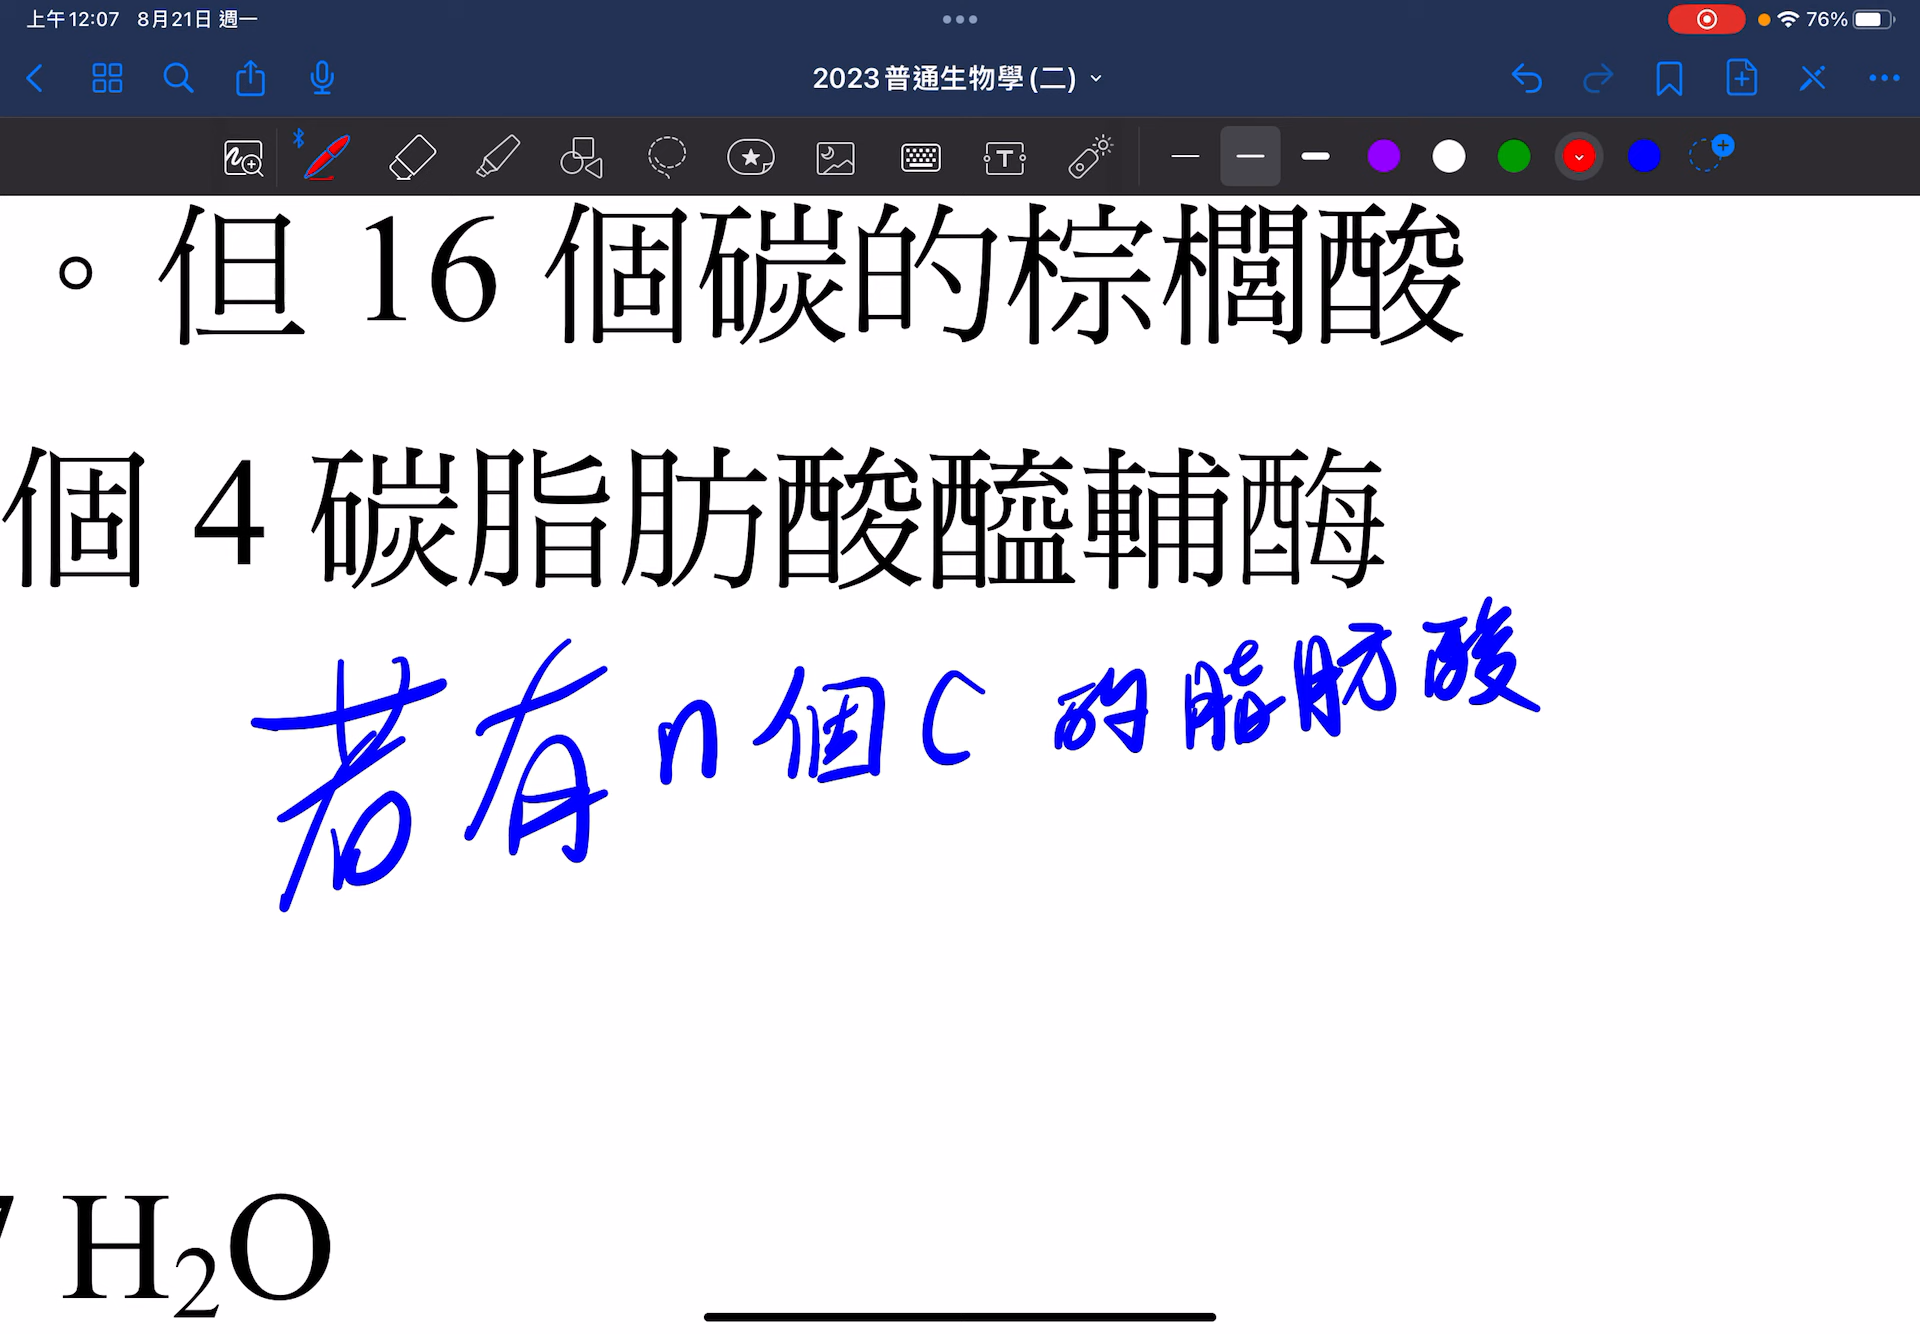 上午12:07 8月21日 週一
76%
2023普通生物學(二)
。但 16 個碳的棕櫚酸
個 4 碳脂肪酸醯輔酶
若有n個C的脂肪酸
H₂O